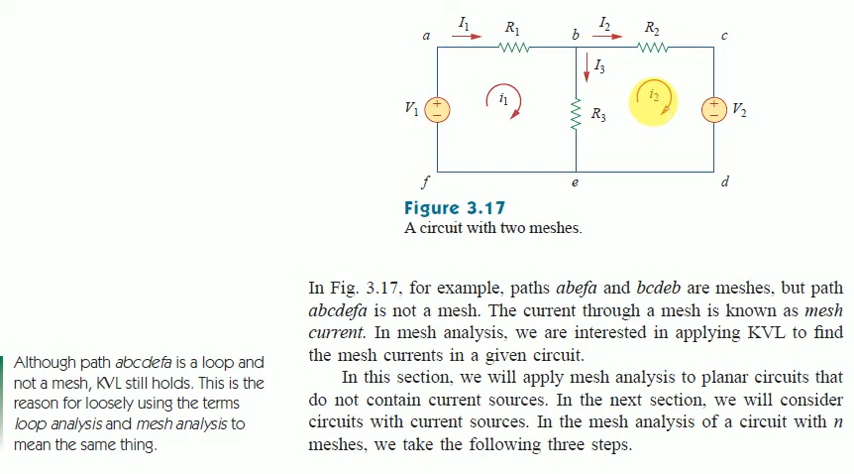 a I₁ R₁ b I₂ R₂ c
I₃
V₁ + − i₁ R₃ i₂ + − V₂
f e d
Figure 3.17
A circuit with two meshes.
In Fig. 3.17, for example, paths abefa and bcdeb are meshes, but path
abcdefa is not a mesh. The current through a mesh is known as mesh
current. In mesh analysis, we are interested in applying KVL to find
the mesh currents in a given circuit.
In this section, we will apply mesh analysis to planar circuits that
do not contain current sources. In the next section, we will consider
circuits with current sources. In the mesh analysis of a circuit with n
meshes, we take the following three steps.
Although path abcdefa is a loop and
not a mesh, KVL still holds. This is the
reason for loosely using the terms
loop analysis and mesh analysis to
mean the same thing.